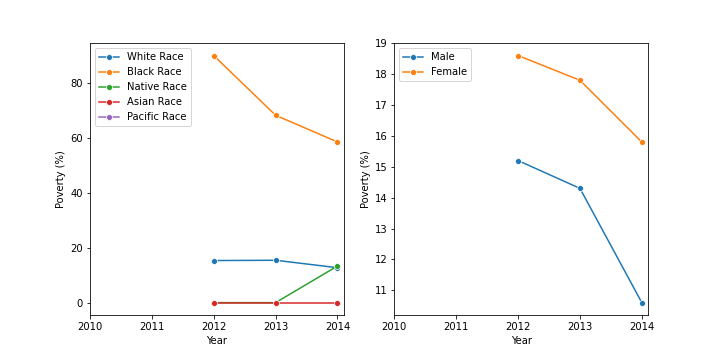 White Race
Black Race
Native Race
Asian Race
Pacific Race
Poverty (%)
80
60
40
20
0
2010 2011 2012 2013 2014
Year
Male
Female
Poverty (%)
19
18
17
16
15
14
13
12
11
2010 2011 2012 2013 2014
Year